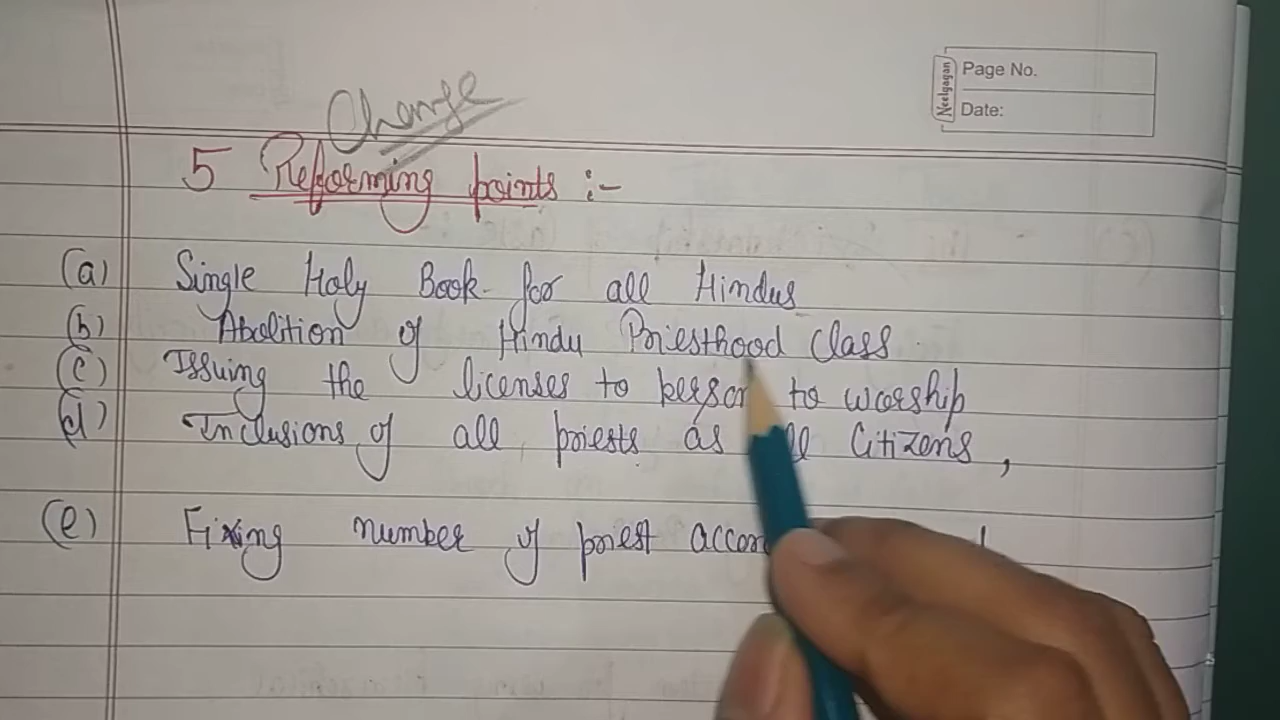 Neelgagan
Page No.
Date:
Change
5 Reforming points :-
(a) Single Holy Book for all Hindus
(b) Abolition of Hindu Priesthood class
(c) Issuing the licenses to person to worship
(d) Inclusions of all priests as Citizens,
(e) Fixing number of priest